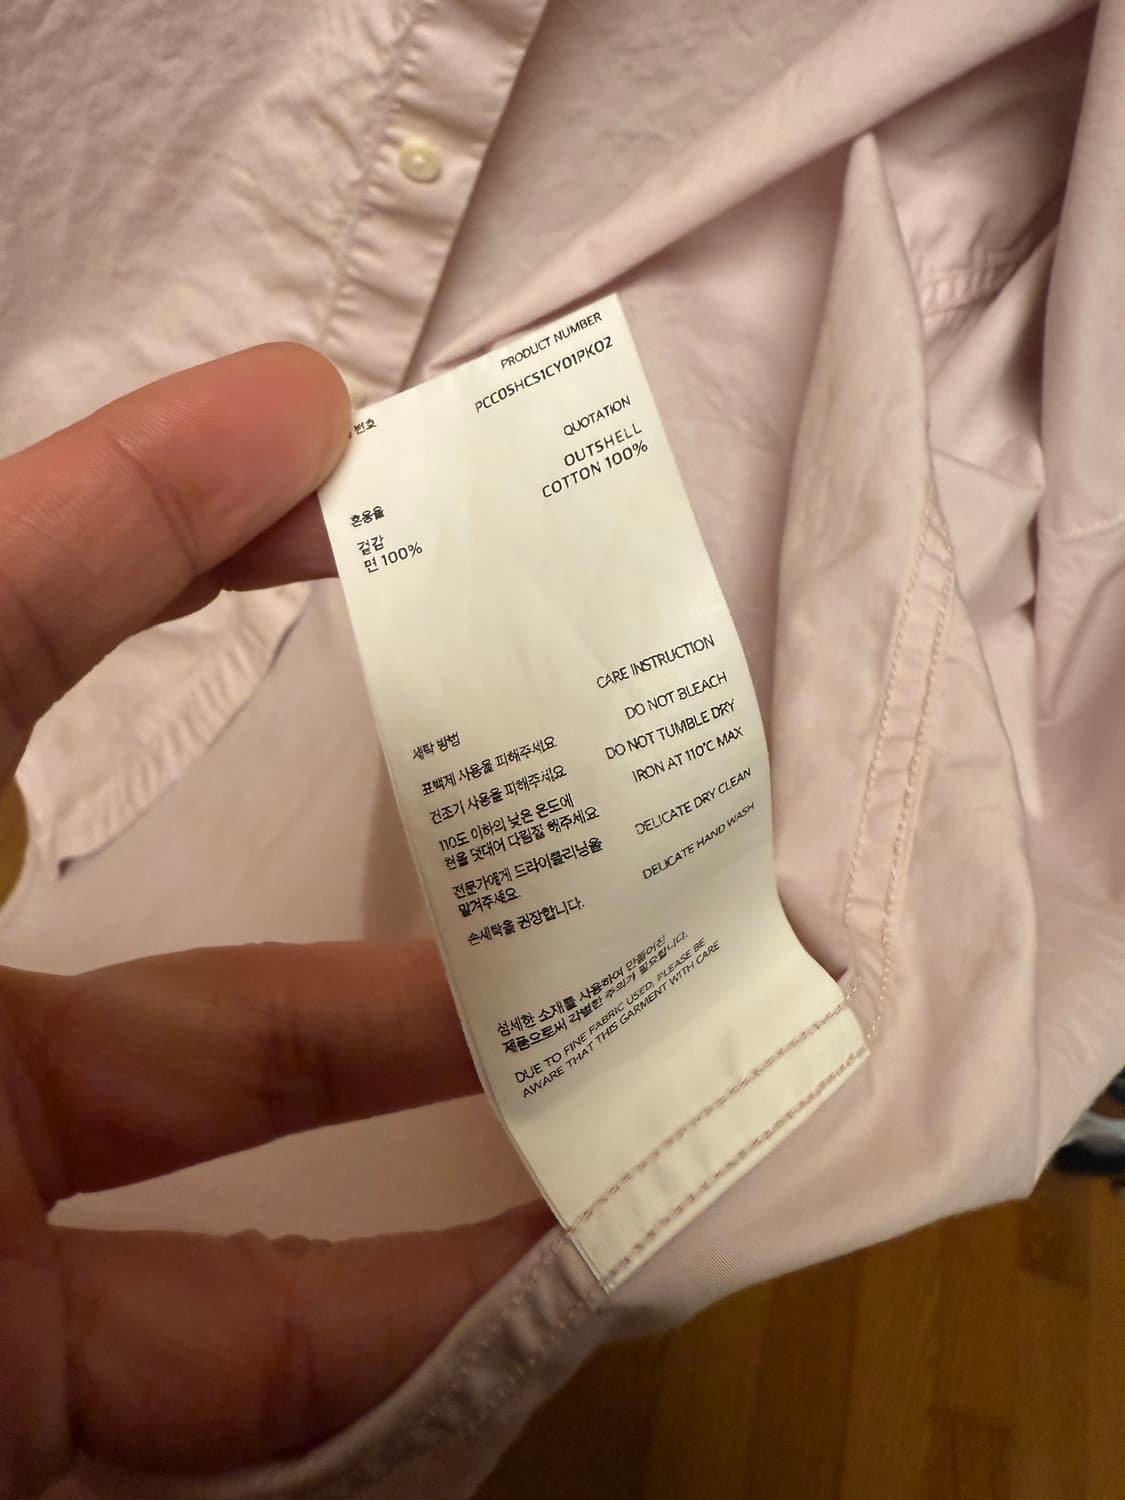 PRODUCT NUMBER
PCC05HCS1CY01PK02
번호
QUOTATION
OUTSHELL
COTTON 100%
혼용율
겉감
면 100%
CARE INSTRUCTION
DO NOT BLEACH
DO NOT TUMBLE DRY
IRON AT 110°C MAX
DELICATE DRY CLEAN
DELICATE HAND WASH
세탁 방법
표백제 사용을 피해주세요
건조기 사용을 피해주세요
110도 이하의 낮은 온도에
천을 덧대어 다림질 해주세요
전문가에게 드라이클리닝을
맡겨주세요.
손세탁을 권장합니다.
섬세한 소재를 사용하여 만들어진
제품으로써 각별한 주의가 필요합니다.
DUE TO FINE FABRIC USED, PLEASE BE
AWARE THAT THIS GARMENT WITH CARE